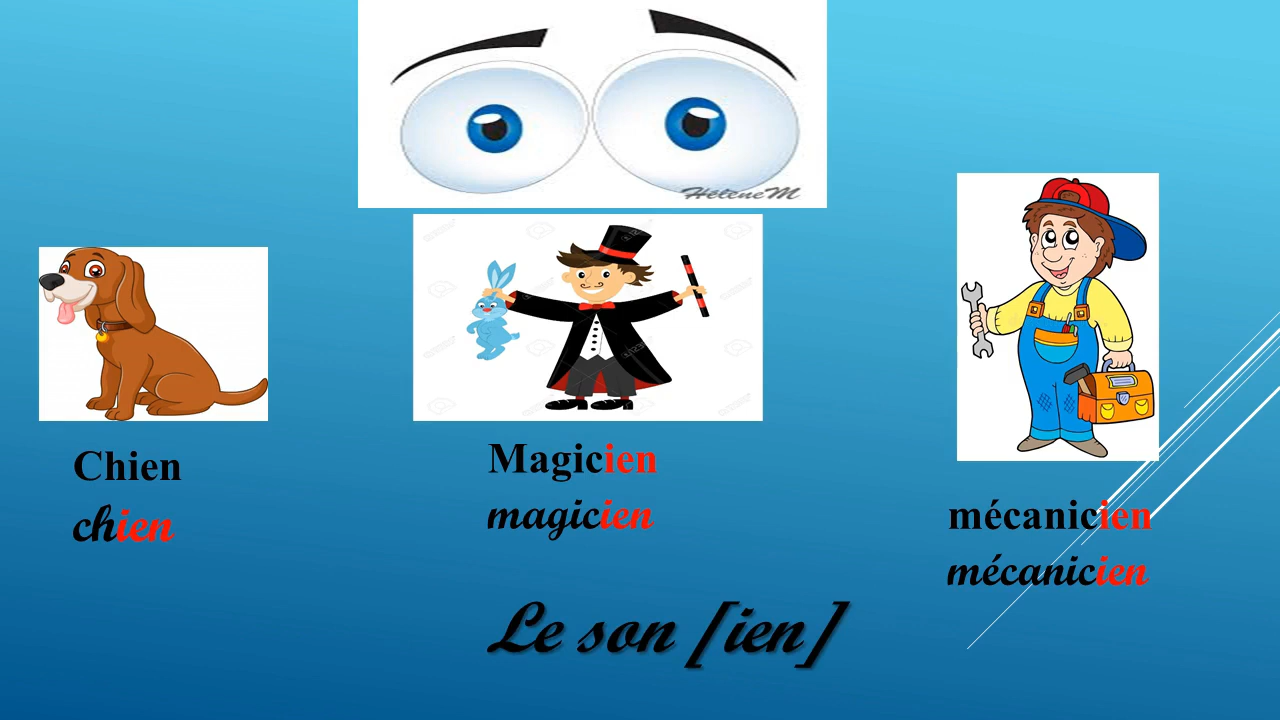 HélèneM
Chien
chien
Magicien
magicien
mécanicien
mécanicien
Le son [ien]